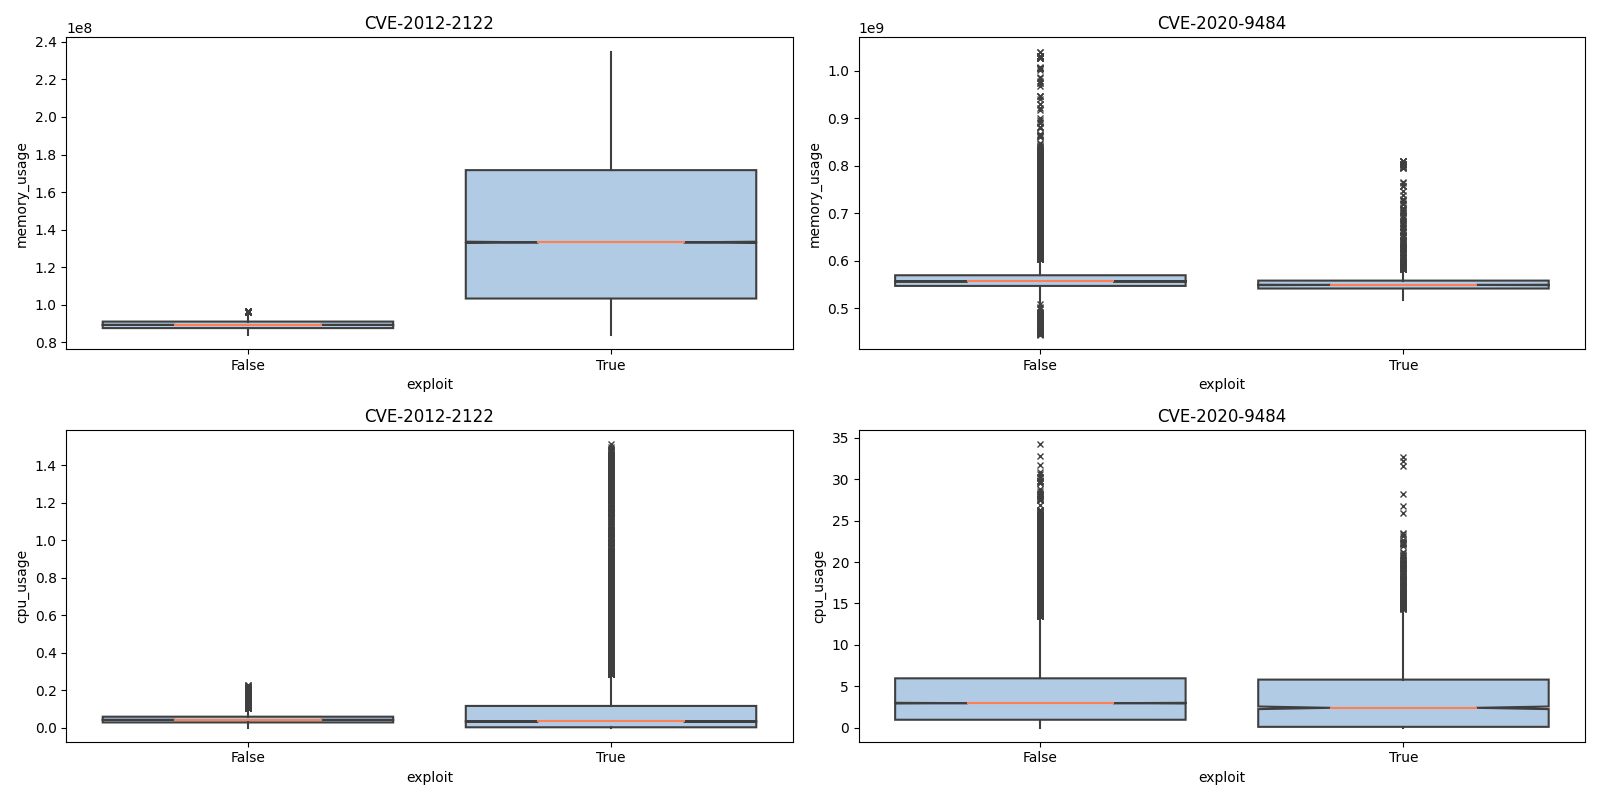 CVE-2012-2122
1e8
2.4
2.2
2.0
1.8
1.6
1.4
1.2
1.0
0.8
memory_usage
False
True
exploit
CVE-2020-9484
1e9
1.0
0.9
0.8
0.7
0.6
0.5
memory_usage
False
True
exploit
CVE-2012-2122
1.4
1.2
1.0
0.8
0.6
0.4
0.2
0.0
cpu_usage
False
True
exploit
CVE-2020-9484
35
30
25
20
15
10
5
0
cpu_usage
False
True
exploit